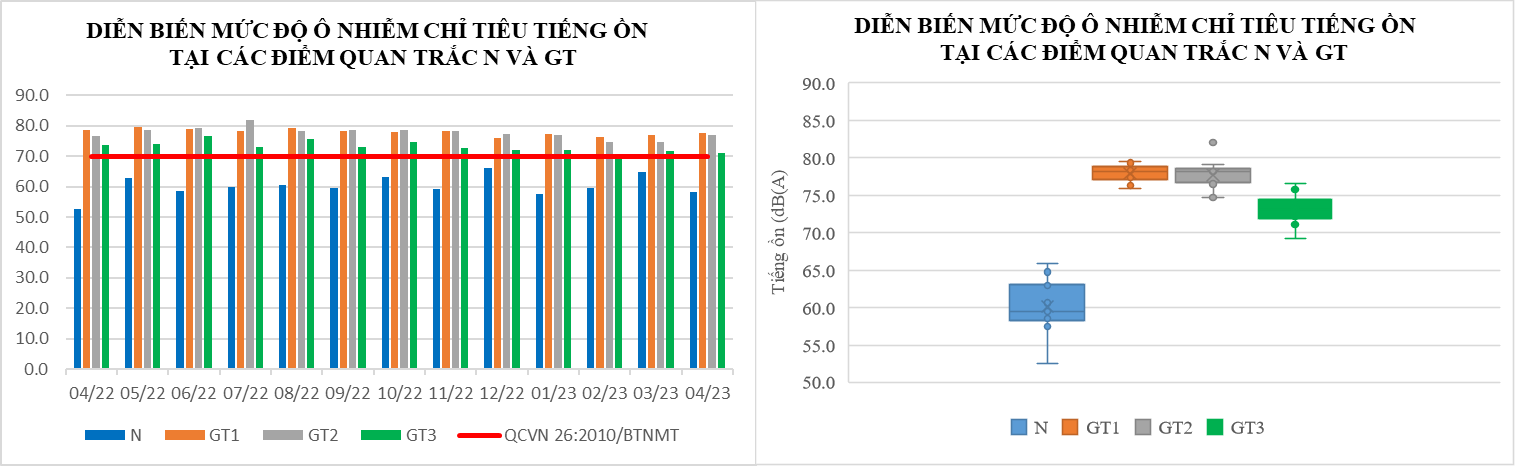 DIỄN BIẾN MỨC ĐỘ Ô NHIỄM CHỈ TIÊU TIẾNG ỒN
TẠI CÁC ĐIỂM QUAN TRẮC N VÀ GT
90.0
80.0
70.0
60.0
50.0
40.0
30.0
20.0
10.0
0.0
04/22 05/22 06/22 07/22 08/22 09/22 10/22 11/22 12/22 01/23 02/23 03/23 04/23
N GT1 GT2 GT3 QCVN 26:2010/BTNMT
DIỄN BIẾN MỨC ĐỘ Ô NHIỄM CHỈ TIÊU TIẾNG ỒN
TẠI CÁC ĐIỂM QUAN TRẮC N VÀ GT
Tiếng ồn (dB(A)
90.0
85.0
80.0
75.0
70.0
65.0
60.0
55.0
50.0
N GT1 GT2 GT3